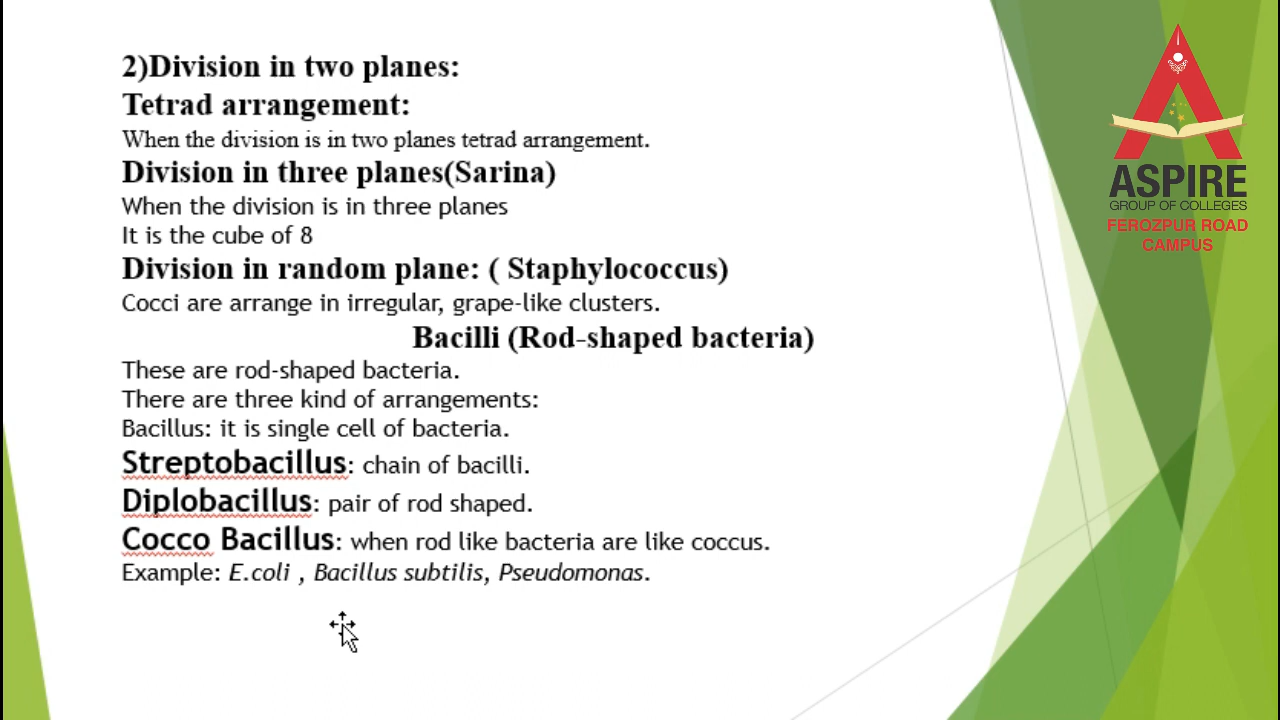 2)Division in two planes:
Tetrad arrangement:
When the division is in two planes tetrad arrangement.
Division in three planes(Sarina)
When the division is in three planes
It is the cube of 8
Division in random plane: ( Staphylococcus)
Cocci are arrange in irregular, grape-like clusters.
Bacilli (Rod-shaped bacteria)
These are rod-shaped bacteria.
There are three kind of arrangements:
Bacillus: it is single cell of bacteria.
Streptobacillus: chain of bacilli.
Diplobacillus: pair of rod shaped.
Cocco Bacillus: when rod like bacteria are like coccus.
Example: E.coli , Bacillus subtilis, Pseudomonas.
ASPIRE
GROUP OF COLLEGES
FEROZPUR ROAD
CAMPUS